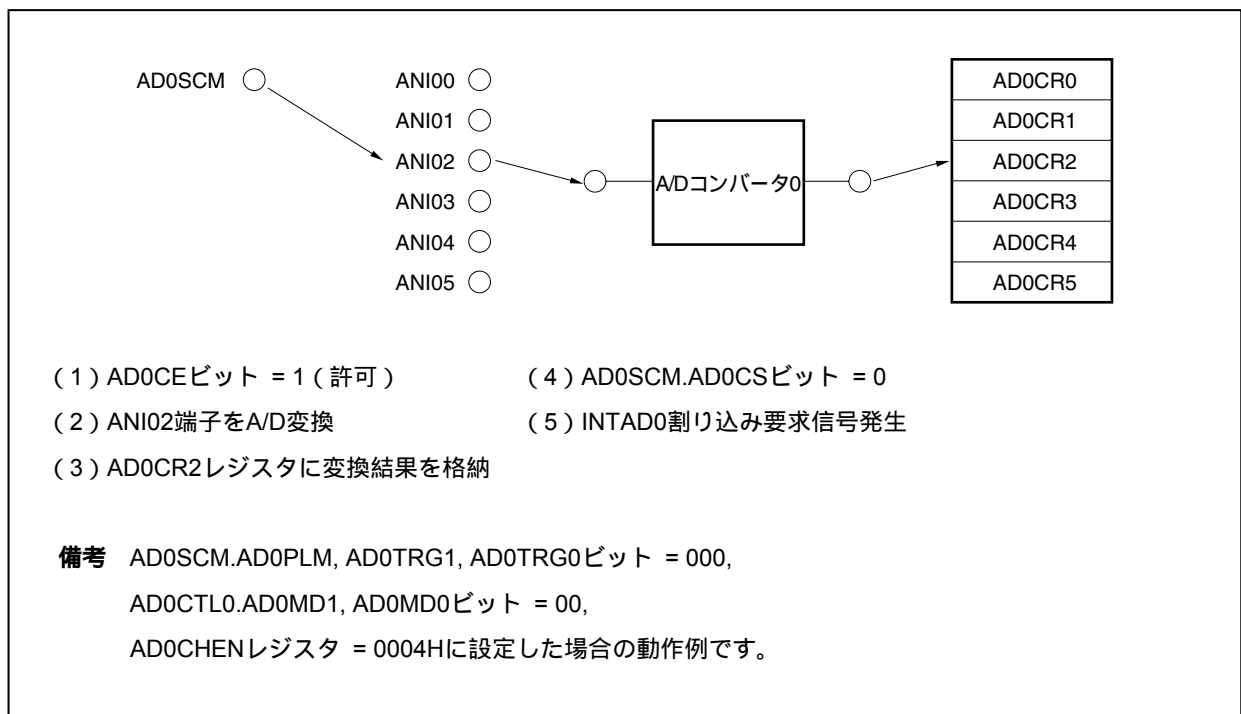 AD0SCM
ANI00
ANI01
ANI02
ANI03
ANI04
ANI05
A/Dコンバータ0
AD0CR0
AD0CR1
AD0CR2
AD0CR3
AD0CR4
AD0CR5
(1)AD0CEビット = 1(許可)
(2)ANI02端子をA/D変換
(3)AD0CR2レジスタに変換結果を格納
(4)AD0SCM.AD0CSビット = 0
(5)INTAD0割り込み要求信号発生
備考 AD0SCM.AD0PLM, AD0TRG1, AD0TRG0ビット = 000,
AD0CTL0.AD0MD1, AD0MD0ビット = 00,
AD0CHENレジスタ = 0004Hに設定した場合の動作例です。